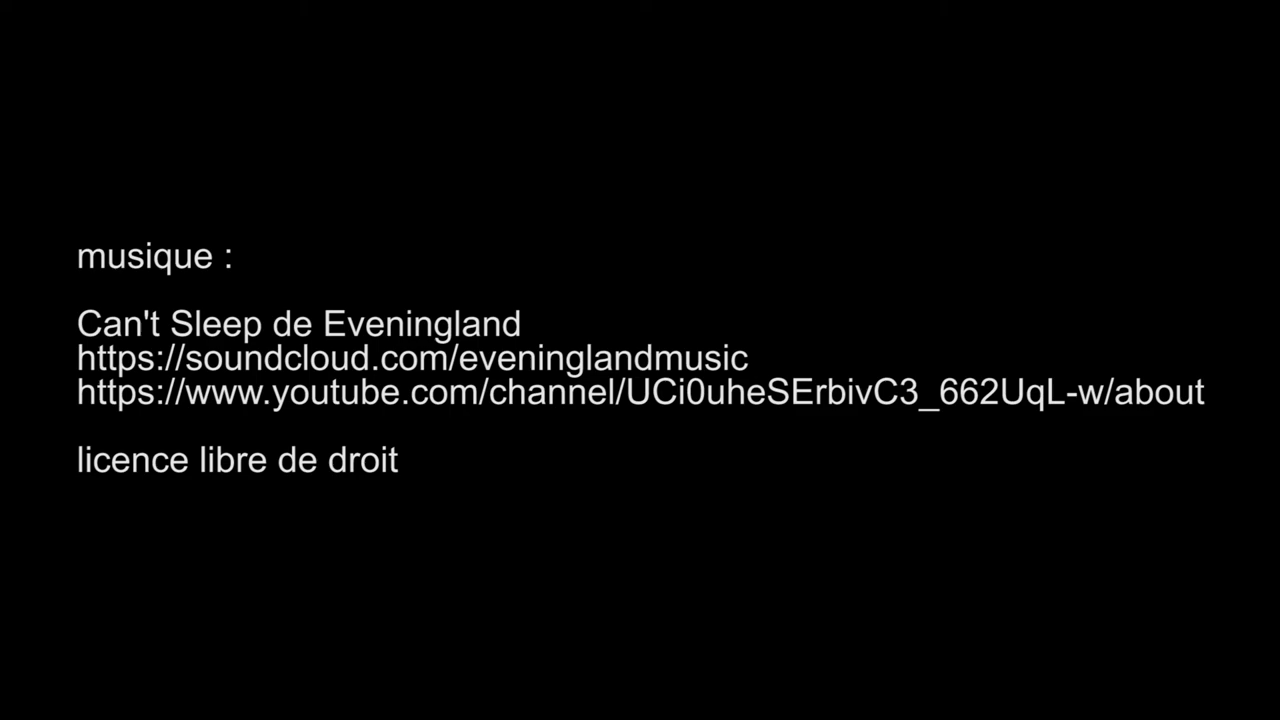 musique :
Can't Sleep de Eveningland
https://soundcloud.com/eveninglandmusic
https://www.youtube.com/channel/UCi0uheSErbivC3_662UqL-w/about
licence libre de droit